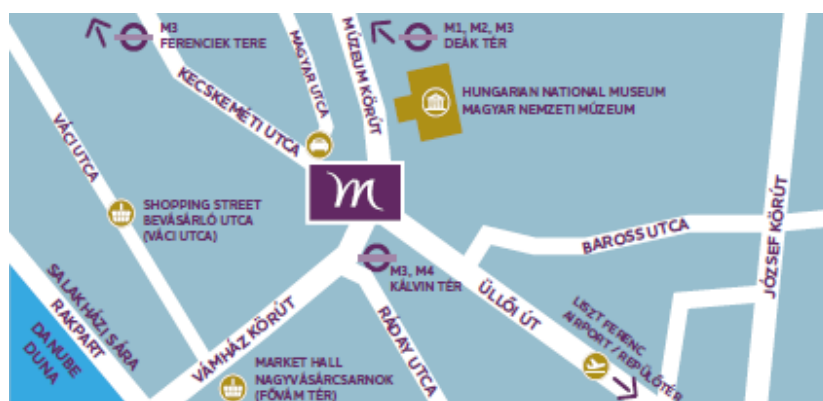 M3
FERENCIEK TERE
M1, M2, M3
DEÁK TÉR
MÚZEUM KÖRÚT
MAGYAR UTCA
KECSKEMÉTI UTCA
HUNGARIAN NATIONAL MUSEUM
MAGYAR NEMZETI MÚZEUM
VÁCI UTCA
m
SHOPPING STREET
BEVÁSÁRLÓ UTCA
(VÁCI UTCA)
BAROSS UTCA
JÓZSEF KÖRÚT
M3, M4
KÁLVIN TÉR
ÜLLŐI ÚT
SALAKHÁZI SÁRA
RAKPART
DANUBE
DUNA
VÁMHÁZ KÖRÚT
RÁDAY UTCA
LISZT FERENC
AIRPORT / REPÜLŐTÉR
MARKET HALL
NAGYVÁSÁRCSARNOK
(FŐVÁM TÉR)